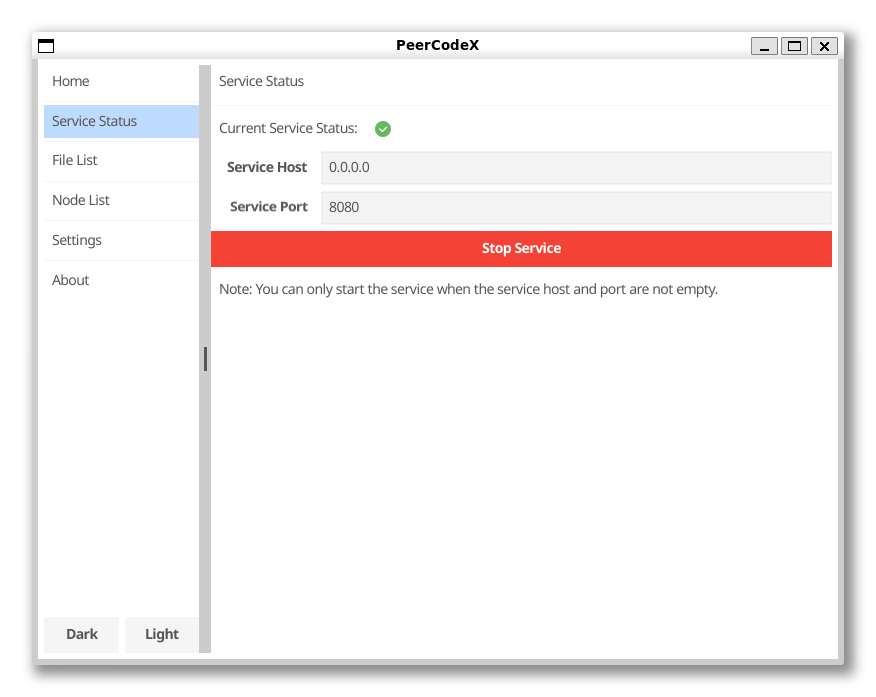 PeerCodeX
Home
Service Status
File List
Node List
Settings
About
Dark
Light
Service Status
Current Service Status:
Service Host 0.0.0.0
Service Port 8080
Stop Service
Note: You can only start the service when the service host and port are not empty.